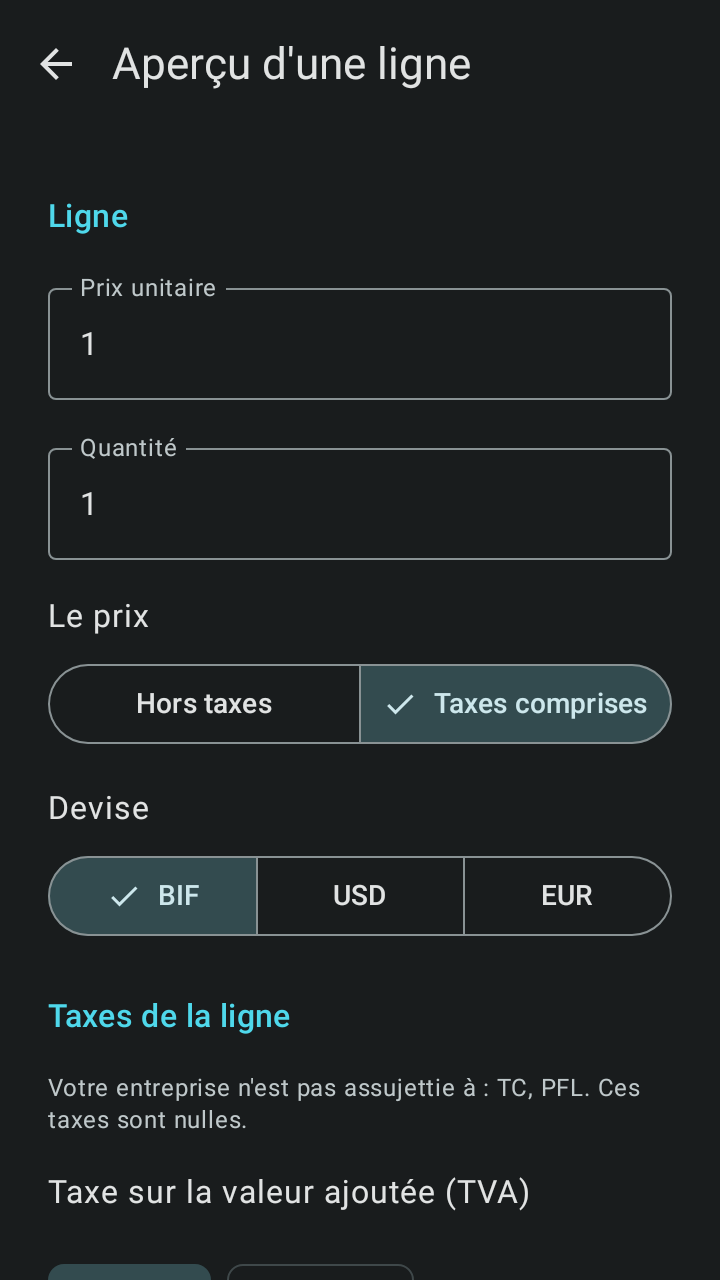 Aperçu d'une ligne
Ligne
Prix unitaire
1
Quantité
1
Le prix
Hors taxes
Taxes comprises
Devise
BIF
USD
EUR
Taxes de la ligne
Votre entreprise n'est pas assujettie à : TC, PFL. Ces
taxes sont nulles.
Taxe sur la valeur ajoutée (TVA)